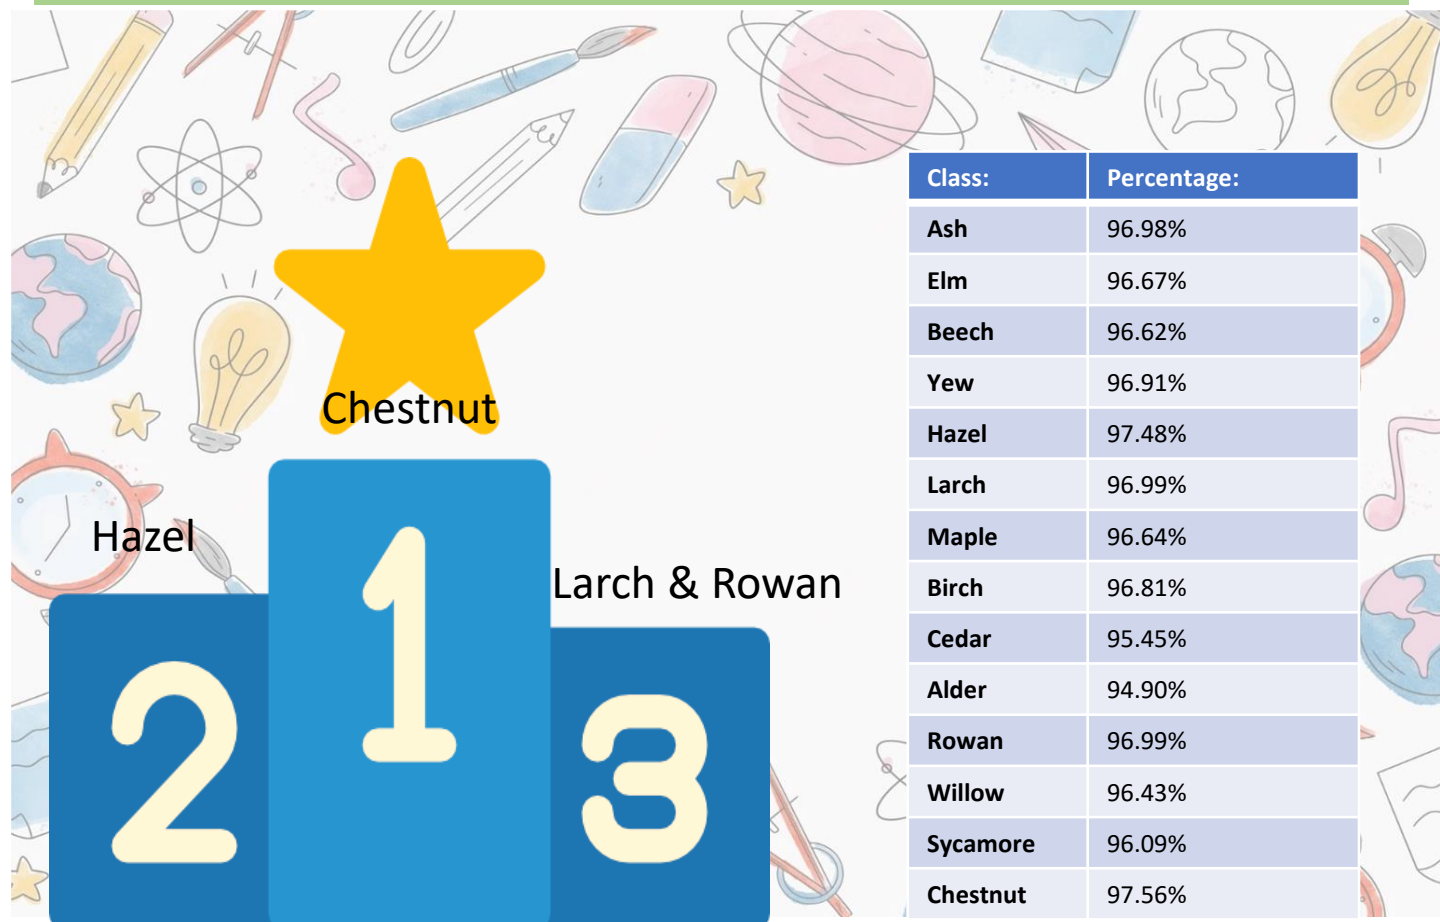 Chestnut
Hazel
Larch & Rowan
1
2
3
Class: Percentage:
Ash 96.98%
Elm 96.67%
Beech 96.62%
Yew 96.91%
Hazel 97.48%
Larch 96.99%
Maple 96.64%
Birch 96.81%
Cedar 95.45%
Alder 94.90%
Rowan 96.99%
Willow 96.43%
Sycamore 96.09%
Chestnut 97.56%